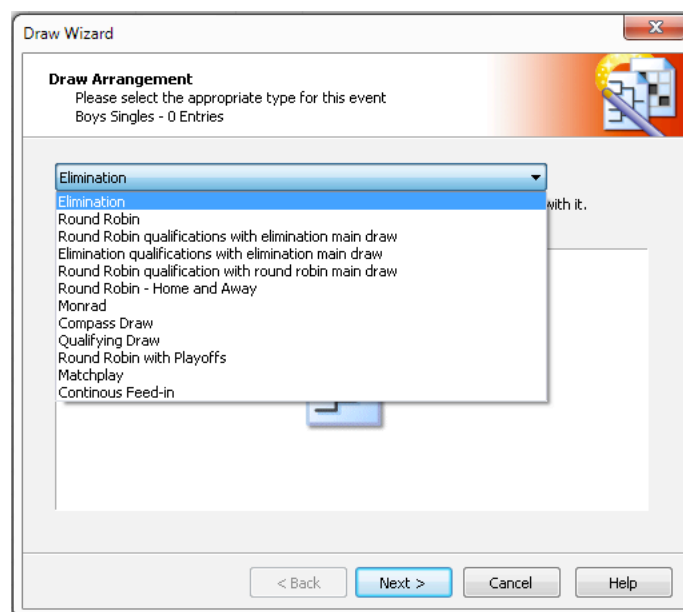 Draw Wizard
Draw Arrangement
Please select the appropriate type for this event
Boys Singles - 0 Entries
Elimination
Elimination
with it.
Round Robin
Round Robin qualifications with elimination main draw
Elimination qualifications with elimination main draw
Round Robin qualification with round robin main draw
Round Robin - Home and Away
Monrad
Compass Draw
Qualifying Draw
Round Robin with Playoffs
Matchplay
Continous Feed-in
< Back
Next >
Cancel
Help